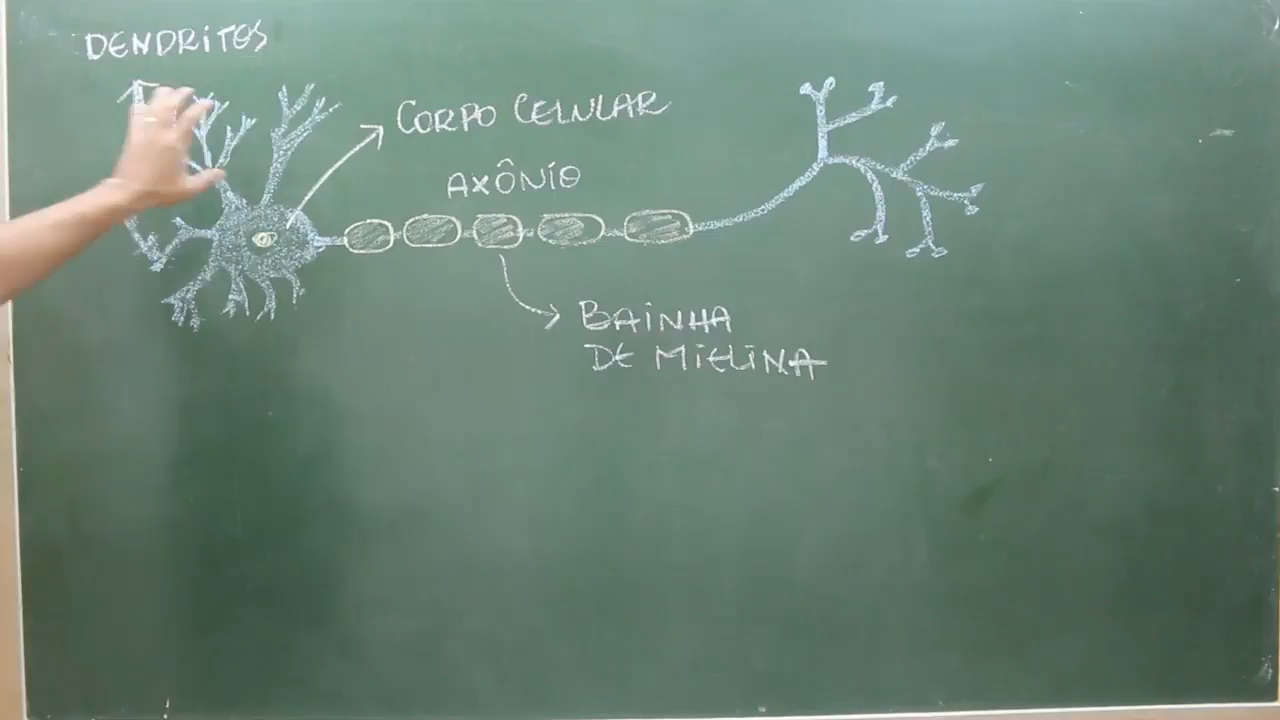 DENDRITOS
CORPO CELULAR
AXÔNIO
BAINHA
DE MIELINA